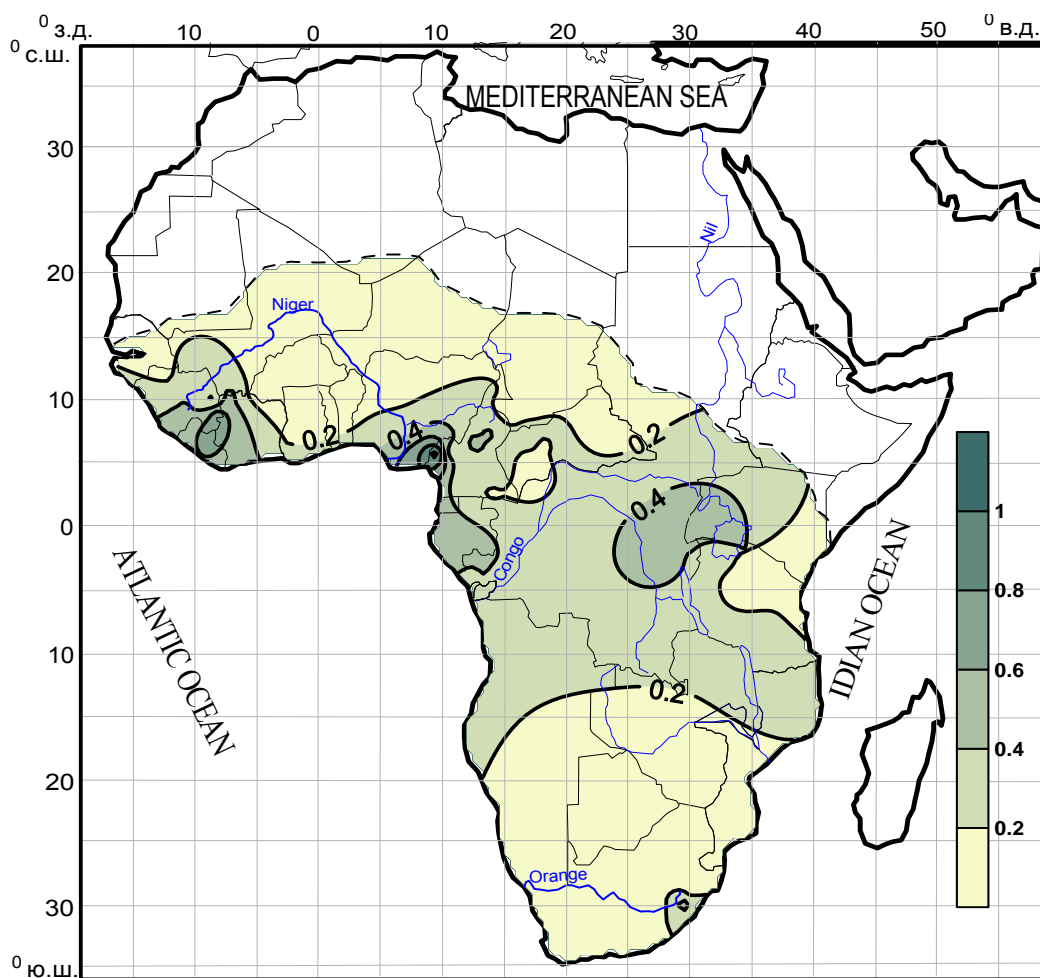 ⁰ з.д. 10 0 10 20 30 40 50 ⁰ в.д.
⁰ с.ш.
MEDITERRANEAN SEA
30
Nil
20
Niger
10
0.2
0.4
0.2
0.4
0
1
Congo
ATLANTIC OCEAN
IDIAN OCEAN
0.8
10
0.6
0.2
0.4
20
0.2
Orange
30
⁰ ю.ш.